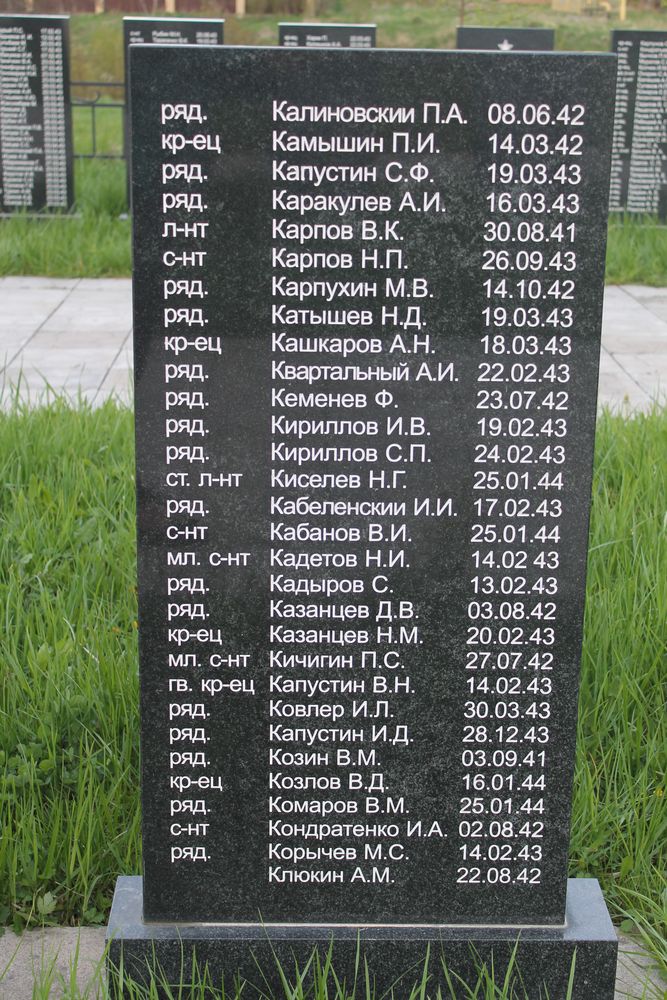 ряд. Калиновскии П.А. 08.06.42
кр-ец Камышин П.И. 14.03.42
ряд. Капустин С.Ф. 19.03.43
ряд. Каракулев А.И. 16.03.43
л-нт Карпов В.К. 30.08.41
с-нт Карпов Н.П. 26.09.43
ряд. Карпухин М.В. 14.10.42
ряд. Катышев Н.Д. 19.03.43
кр-ец Кашкаров А.Н. 18.03.43
ряд. Квартальный А.И. 22.02.43
ряд. Кеменев Ф. 23.07.42
ряд. Кириллов И.В. 19.02.43
ряд. Кириллов С.П. 24.02.43
ст. л-нт Киселев Н.Г. 25.01.44
ряд. Кабеленскии И.И. 17.02.43
с-нт Кабанов В.И. 25.01.44
мл. с-нт Кадетов Н.И. 14.02 43
ряд. Кадыров С. 13.02.43
ряд. Казанцев Д.В. 03.08.42
кр-ец Казанцев Н.М. 20.02.43
мл. с-нт Кичигин П.С. 27.07.42
гв. кр-ец Капустин В.Н. 14.02.43
ряд. Ковлер И.Л. 30.03.43
ряд. Капустин И.Д. 28.12.43
ряд. Козин В.М. 03.09.41
кр-ец Козлов В.Д. 16.01.44
ряд. Комаров В.М. 25.01.44
с-нт Кондратенко И.А. 02.08.42
ряд. Корычев М.С. 14.02.43
Клюкин А.М. 22.08.42